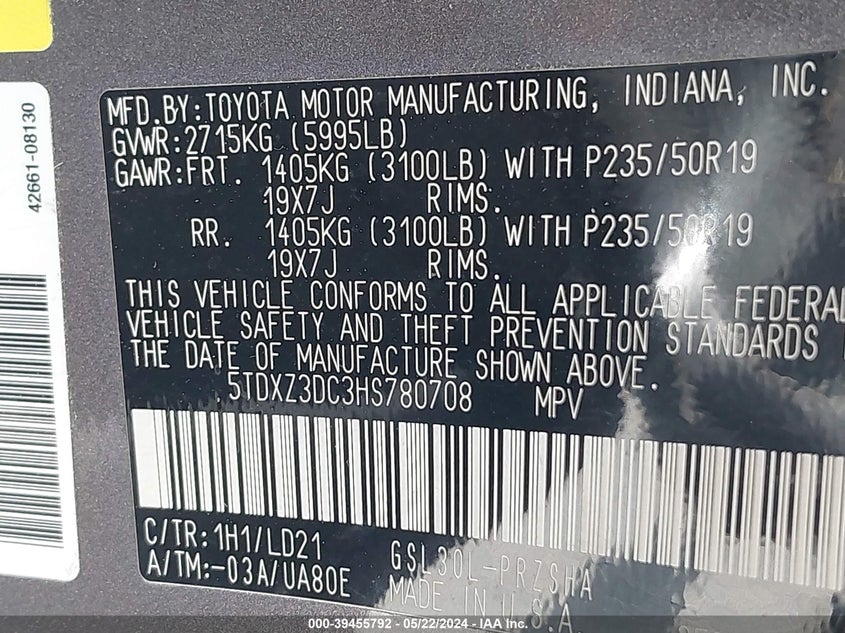 42661-08130
MFD.BY:TOYOTA MOTOR MANUFACTURING, INDIANA, INC.
GVWR:2715KG (5995LB)
GAWR:FRT. 1405KG (3100LB) WITH P235/50R19
19X7J RIMS.
RR. 1405KG (3100LB) WITH P235/50R19
19X7J RIMS.
THIS VEHICLE CONFORMS TO ALL APPLICABLE FEDERAL
VEHICLE SAFETY AND THEFT PREVENTION STANDARDS
THE DATE OF MANUFACTURE SHOWN ABOVE.
5TDXZ3DC3HS780708 MPV
C/TR:1H1/LD21 GSL30L-PRZSHA
A/TM:-03A/UA80E MADE IN U.S.A.
000-39455792 - 05/22/2024 - IAA Inc.